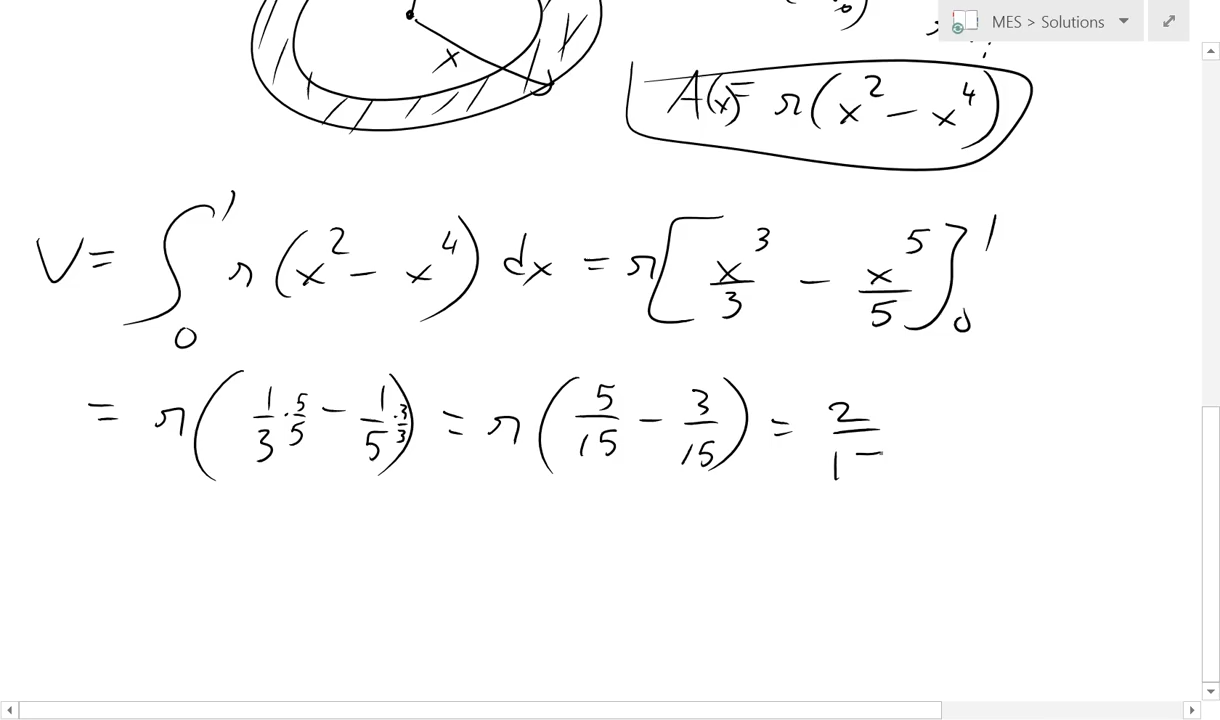 MES > Solutions
x
A(x) = π(x² − x⁴)
V = ∫₀¹ π(x² − x⁴) dx = π[x³/3 − x⁵/5]₀¹
= π(1/3 · 5/5 − 1/5 · 3/3) = π(5/15 − 3/15) = 2/1